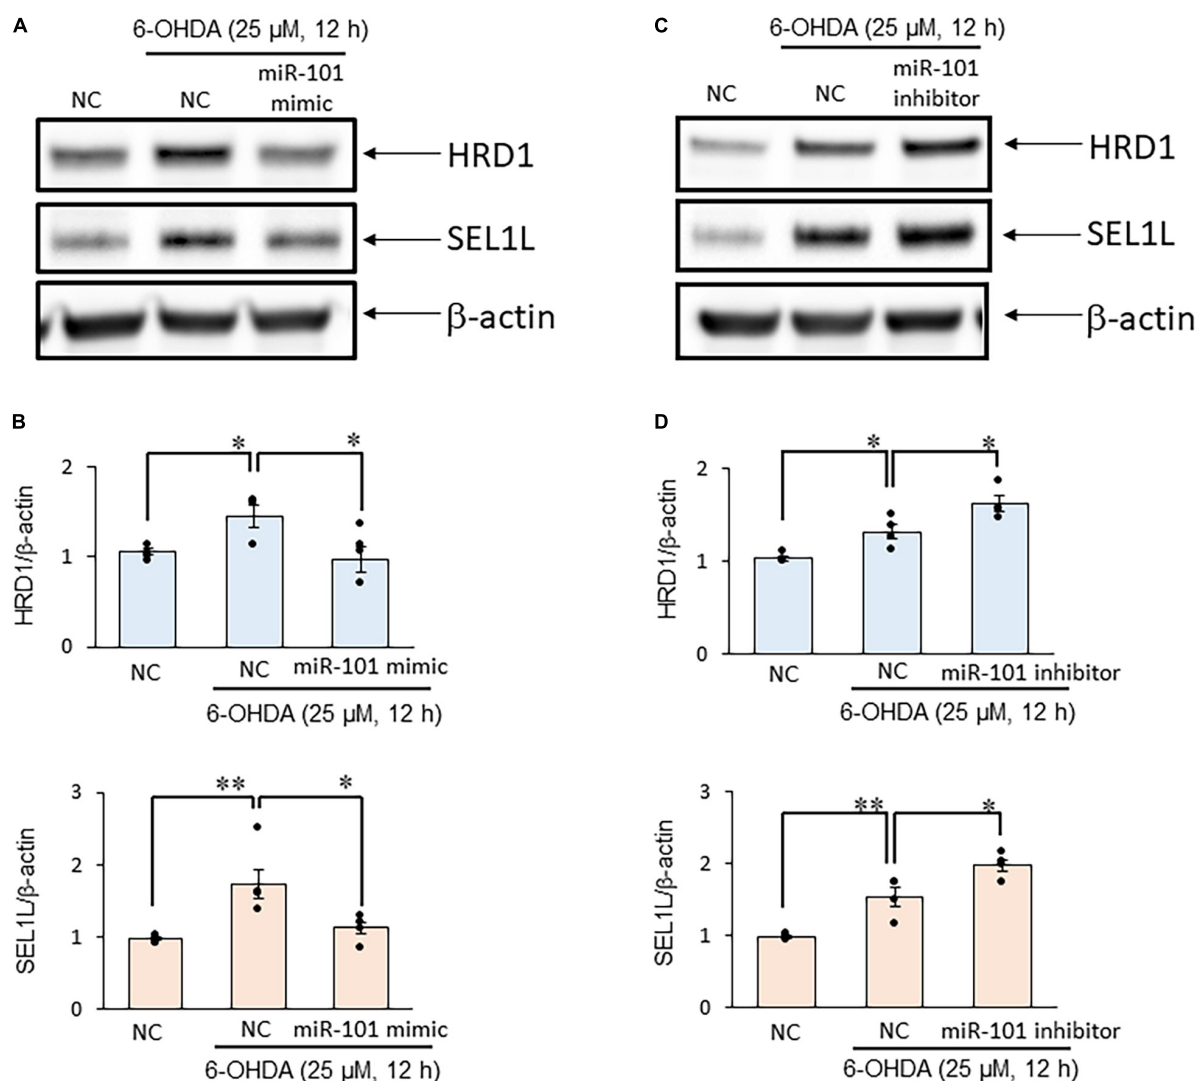 A
6-OHDA (25 µM, 12 h)
NC
NC
miR-101
mimic
HRD1
SEL1L
β-actin
C
6-OHDA (25 µM, 12 h)
NC
NC
miR-101
inhibitor
HRD1
SEL1L
β-actin
B
HRD1/β-actin
2
1
0
*
*
NC
NC
miR-101 mimic
6-OHDA (25 µM, 12 h)
SEL1L/β-actin
3
2
1
0
**
*
NC
NC
miR-101 mimic
6-OHDA (25 µM, 12 h)
D
HRD1/β-actin
2
1
0
*
*
NC
NC
miR-101 inhibitor
6-OHDA (25 µM, 12 h)
SEL1L/β-actin
3
2
1
0
**
*
NC
NC
miR-101 inhibitor
6-OHDA (25 µM, 12 h)